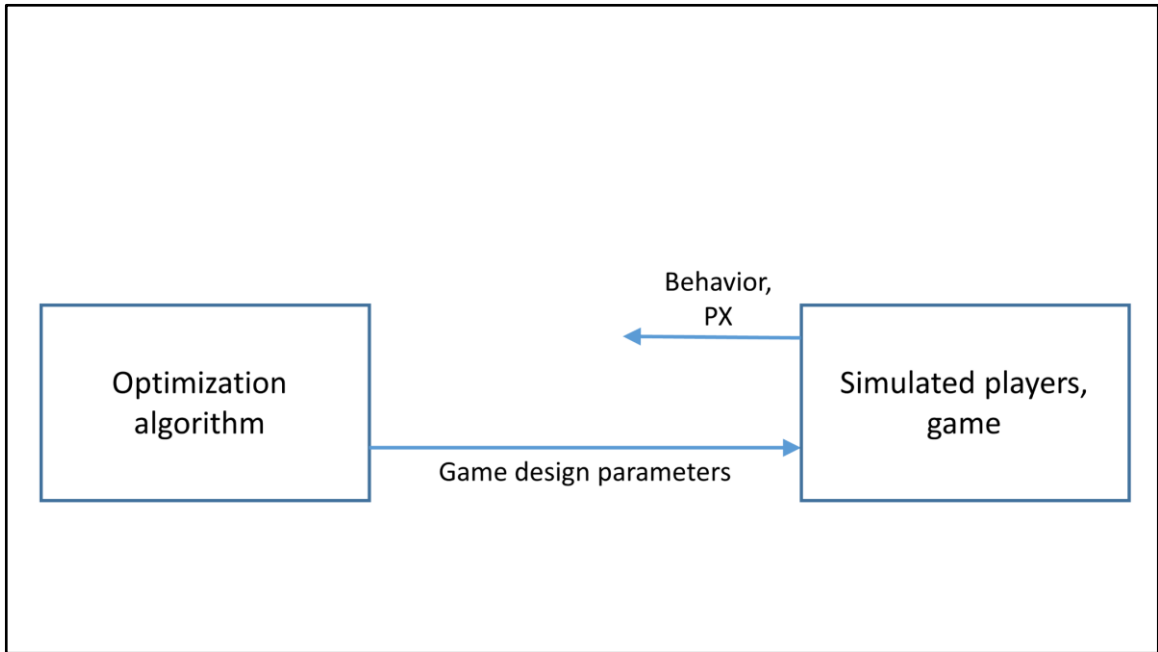 Behavior,
PX
Optimization
algorithm
Simulated players,
game
Game design parameters